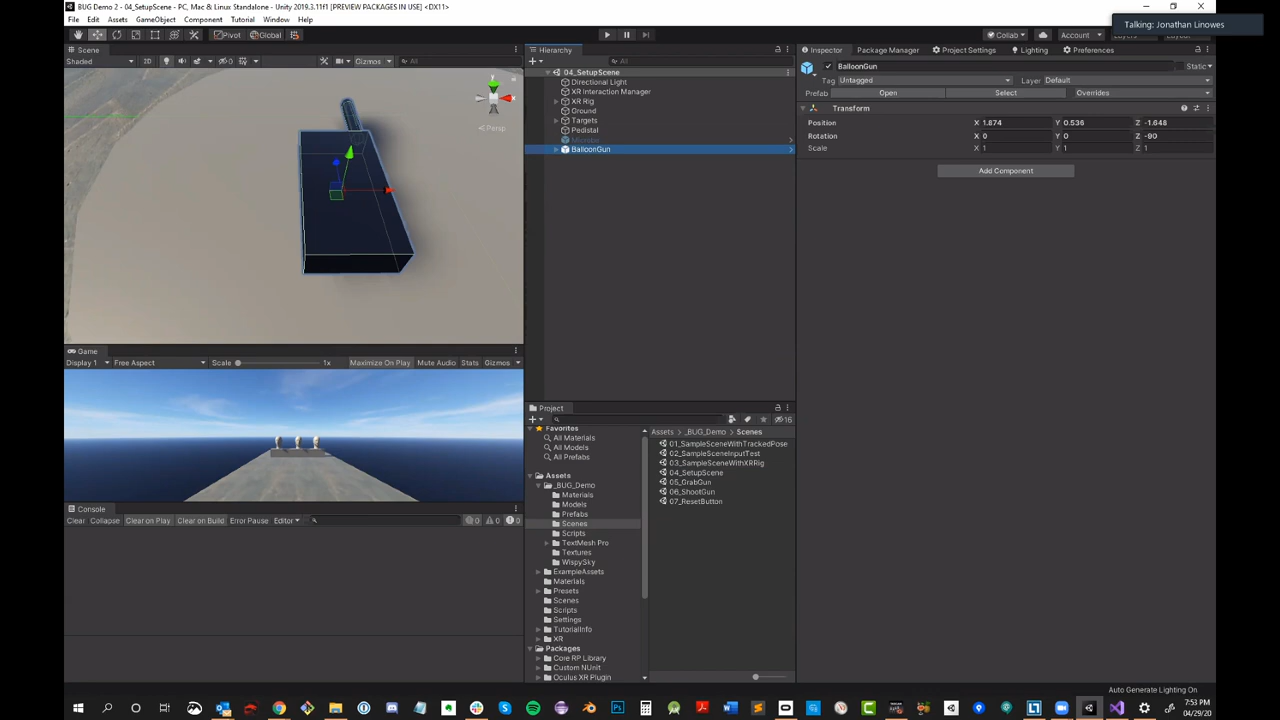 BUG Demo 2 - 04_SetupScene - PC, Mac & Linux Standalone - Unity 2019.3.11f1 [PREVIEW PACKAGES IN USE] <DX11>
Talking: Jonathan Linowes
File Edit Assets GameObject Component Tutorial Window Help
Pivot Global Collab Account Layers
Scene
Shaded 2D 0 Gizmos All
y
x
Persp
Game
Display 1 Free Aspect Scale 1x Maximize On Play Mute Audio Stats Gizmos
Console
Clear Collapse Clear on Play Clear on Build Error Pause Editor 0 0 0
Hierarchy
All
04_SetupScene
Directional Light
XR Interaction Manager
XR Rig
Ground
Targets
Pedistal
BalloonGun
Project
16
Favorites
All Materials
All Models
All Prefabs
Assets
_BUG_Demo
Materials
Models
Prefabs
Scenes
Scripts
TextMesh Pro
Textures
WispySky
ExampleAssets
Materials
Presets
Scenes
Scripts
Settings
TutorialInfo
XR
Packages
Core RP Library
Custom NUnit
Oculus XR Plugin
Assets _BUG_Demo Scenes
01_SampleSceneWithTrackedPose
02_SampleSceneInputTest
03_SampleSceneWithXRRig
04_SetupScene
05_GrabGun
06_ShootGun
07_ResetButton
Inspector Package Manager Project Settings Lighting Preferences
BalloonGun Static
Tag Untagged Layer Default
Prefab Open Select Overrides
Transform
Position X 1.874 Y 0.536 Z -1.648
Rotation X 0 Y 0 Z -90
Scale X 1 Y 1 Z 1
Add Component
Auto Generate Lighting On
7:53 PM
04/29/20